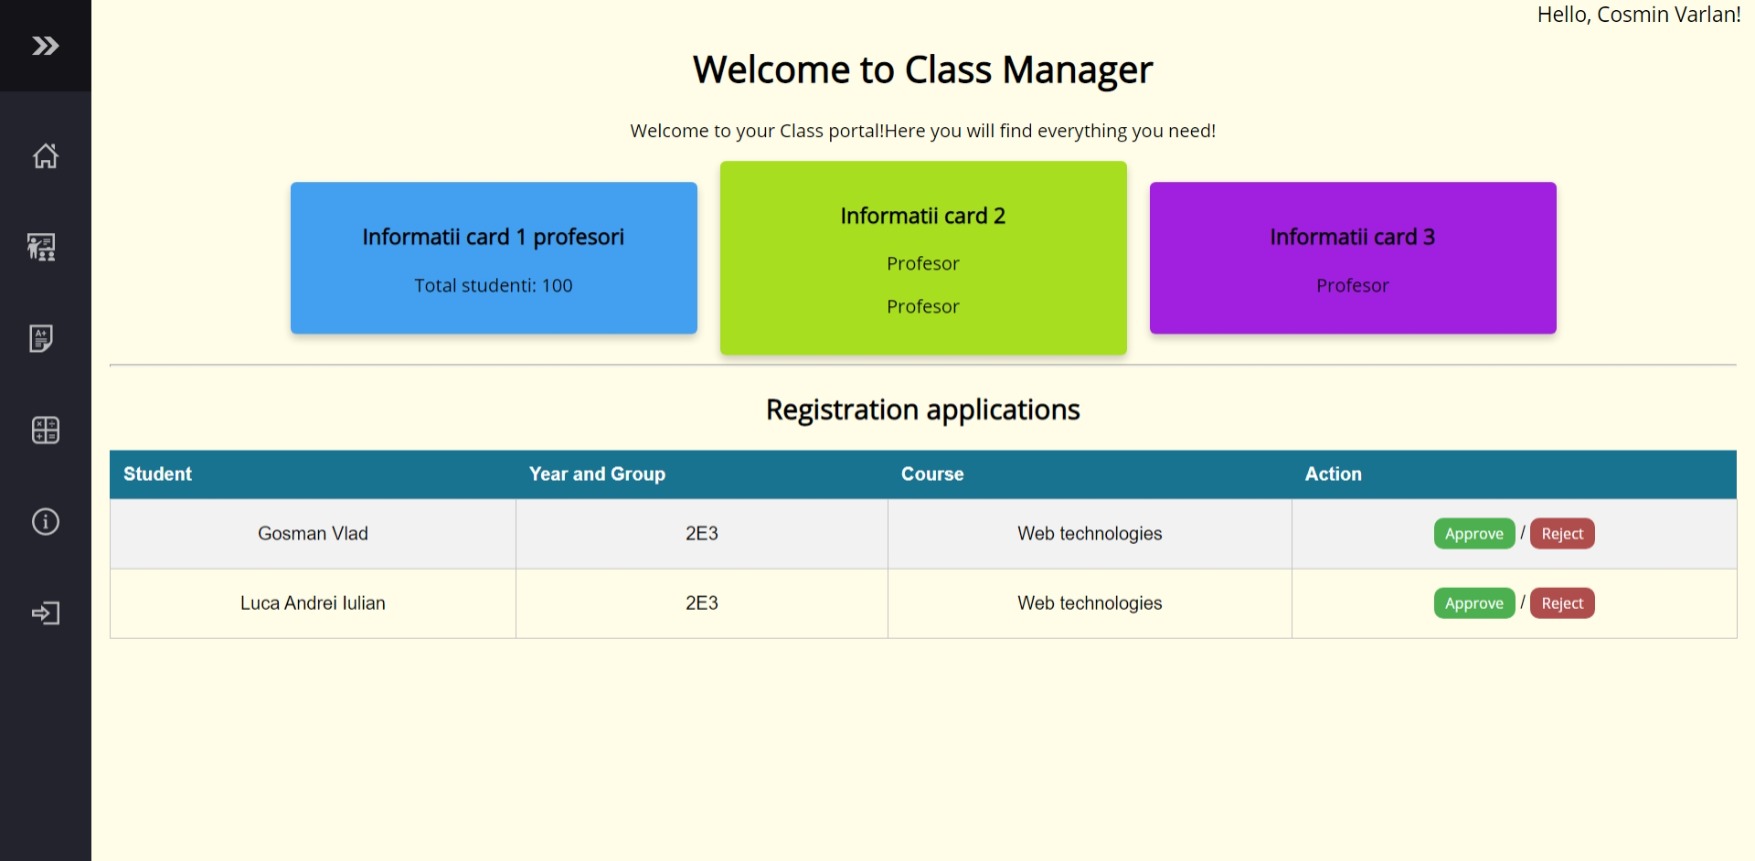 Hello, Cosmin Varlan!
Welcome to Class Manager
Welcome to your Class portal!Here you will find everything you need!
Informatii card 1 profesori
Total studenti: 100
Informatii card 2
Profesor
Profesor
Informatii card 3
Profesor
Registration applications
Student Year and Group Course Action
Gosman Vlad 2E3 Web technologies Approve / Reject
Luca Andrei Iulian 2E3 Web technologies Approve / Reject
A+